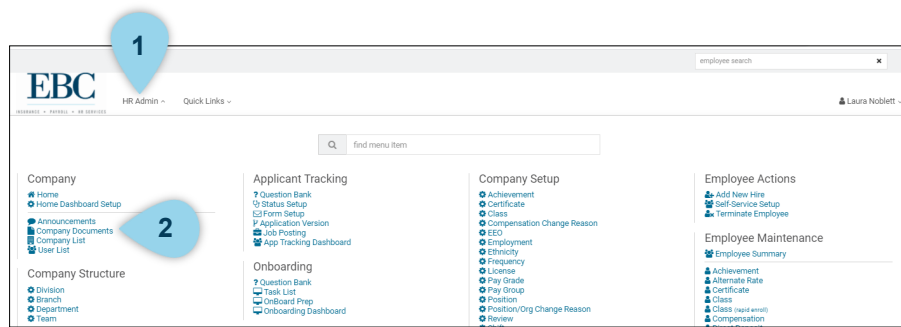 1
employee search
EBC
INSURANCE • PAYROLL • HR SERVICES
HR Admin
Quick Links
Laura Noblett
find menu item
Company
Home
Home Dashboard Setup
Announcements
Company Documents
Company List
User List
2
Company Structure
Division
Branch
Department
Team
Applicant Tracking
Question Bank
Status Setup
Form Setup
Application Version
Job Posting
App Tracking Dashboard
Onboarding
Question Bank
Task List
OnBoard Prep
Onboarding Dashboard
Company Setup
Achievement
Certificate
Class
Compensation Change Reason
EEO
Employment
Ethnicity
Frequency
License
Pay Grade
Pay Group
Position
Position/Org Change Reason
Review
Employee Actions
Add New Hire
Self-Service Setup
Terminate Employee
Employee Maintenance
Employee Summary
Achievement
Alternate Rate
Certificate
Class
Class (rapid enroll)
Compensation